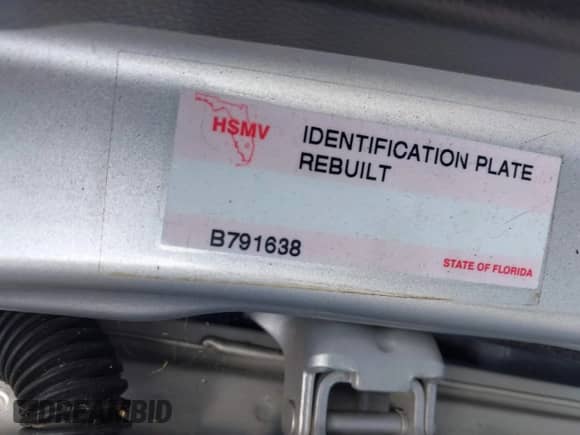 HSMV
IDENTIFICATION PLATE
REBUILT
B791638
STATE OF FLORIDA
DREAMBID